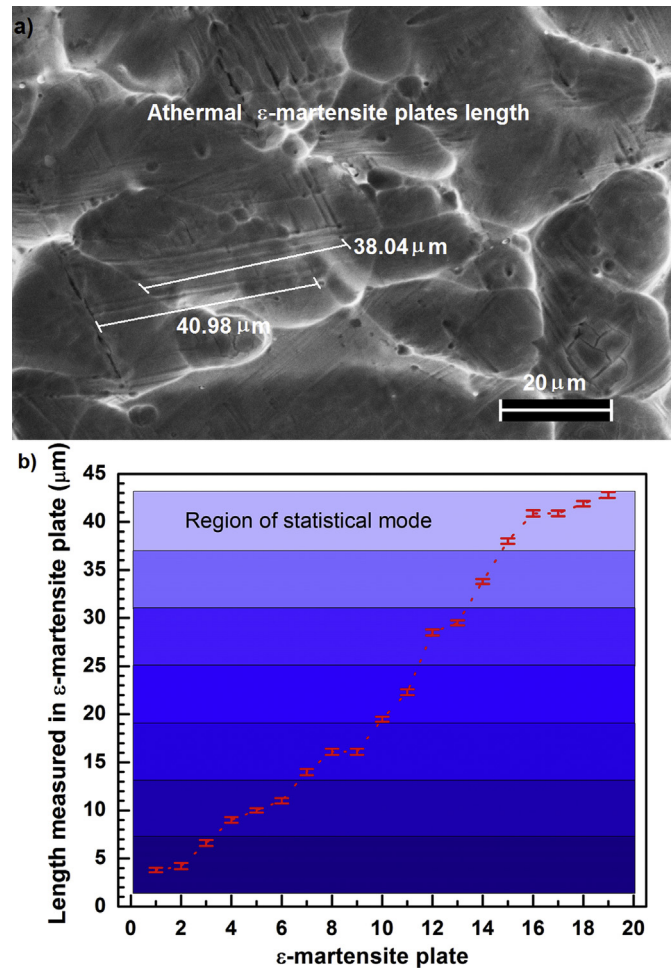 a)
Athermal ε-martensite plates length
38.04 μm
40.98 μm
20 μm
b)
Length measured in ε-martensite plate (μm)
45
40
35
30
25
20
15
10
5
0
Region of statistical mode
0 2 4 6 8 10 12 14 16 18 20
ε-martensite plate